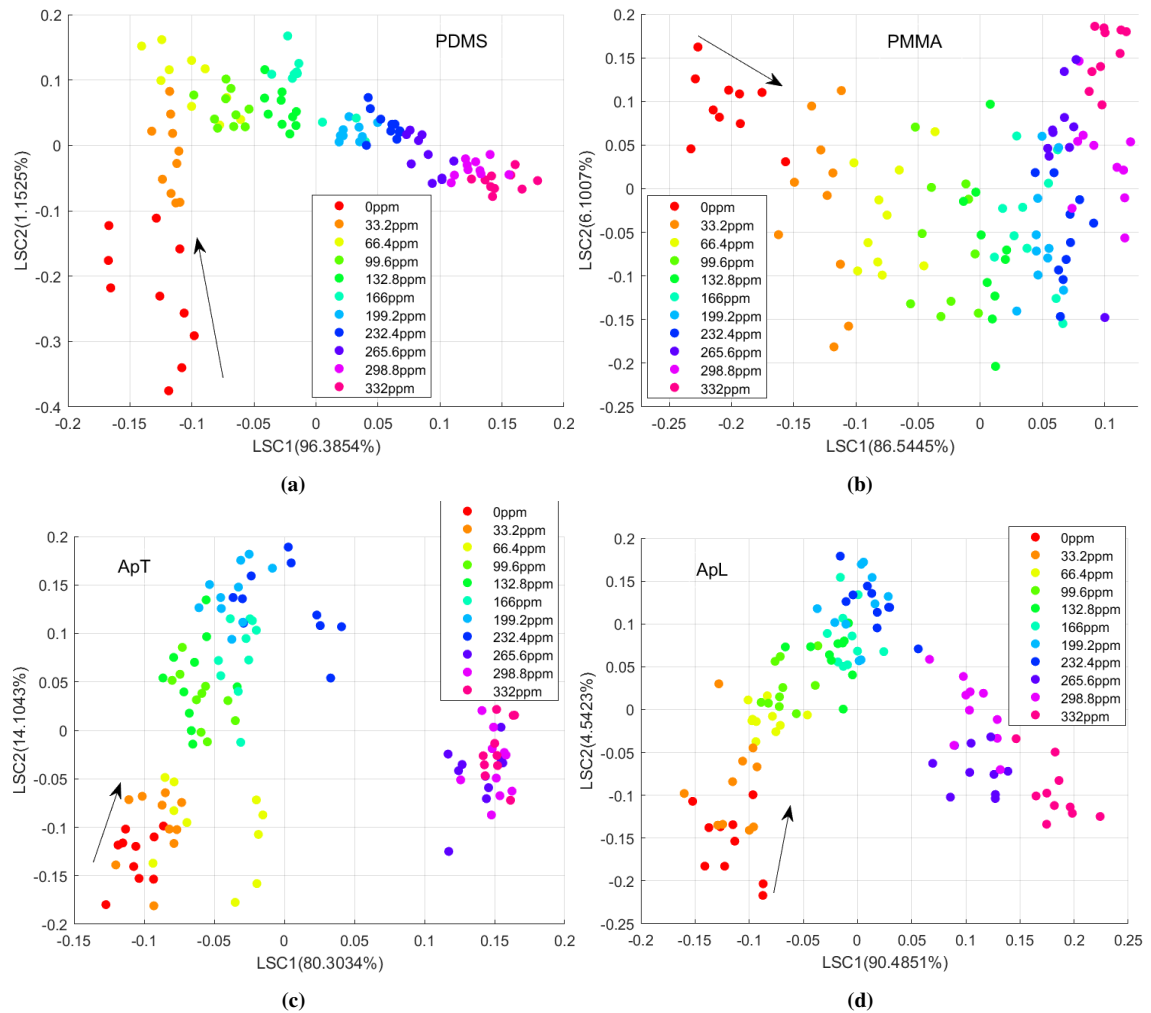 PDMS
LSC2(1.1525%)
0.2
0.1
0
-0.1
-0.2
-0.3
-0.4
0ppm
33.2ppm
66.4ppm
99.6ppm
132.8ppm
166ppm
199.2ppm
232.4ppm
265.6ppm
298.8ppm
332ppm
-0.2 -0.15 -0.1 -0.05 0 0.05 0.1 0.15 0.2
LSC1(96.3854%)
(a)
PMMA
LSC2(6.1007%)
0.2
0.15
0.1
0.05
0
-0.05
-0.1
-0.15
-0.2
-0.25
0ppm
33.2ppm
66.4ppm
99.6ppm
132.8ppm
166ppm
199.2ppm
232.4ppm
265.6ppm
298.8ppm
332ppm
-0.25 -0.2 -0.15 -0.1 -0.05 0 0.05 0.1
LSC1(86.5445%)
(b)
ApT
LSC2(14.1043%)
0.2
0.15
0.1
0.05
0
-0.05
-0.1
-0.15
-0.2
0ppm
33.2ppm
66.4ppm
99.6ppm
132.8ppm
166ppm
199.2ppm
232.4ppm
265.6ppm
298.8ppm
332ppm
-0.15 -0.1 -0.05 0 0.05 0.1 0.15 0.2
LSC1(80.3034%)
(c)
ApL
LSC2(4.5423%)
0.2
0.15
0.1
0.05
0
-0.05
-0.1
-0.15
-0.2
-0.25
0ppm
33.2ppm
66.4ppm
99.6ppm
132.8ppm
166ppm
199.2ppm
232.4ppm
265.6ppm
298.8ppm
332ppm
-0.2 -0.15 -0.1 -0.05 0 0.05 0.1 0.15 0.2 0.25
LSC1(90.4851%)
(d)